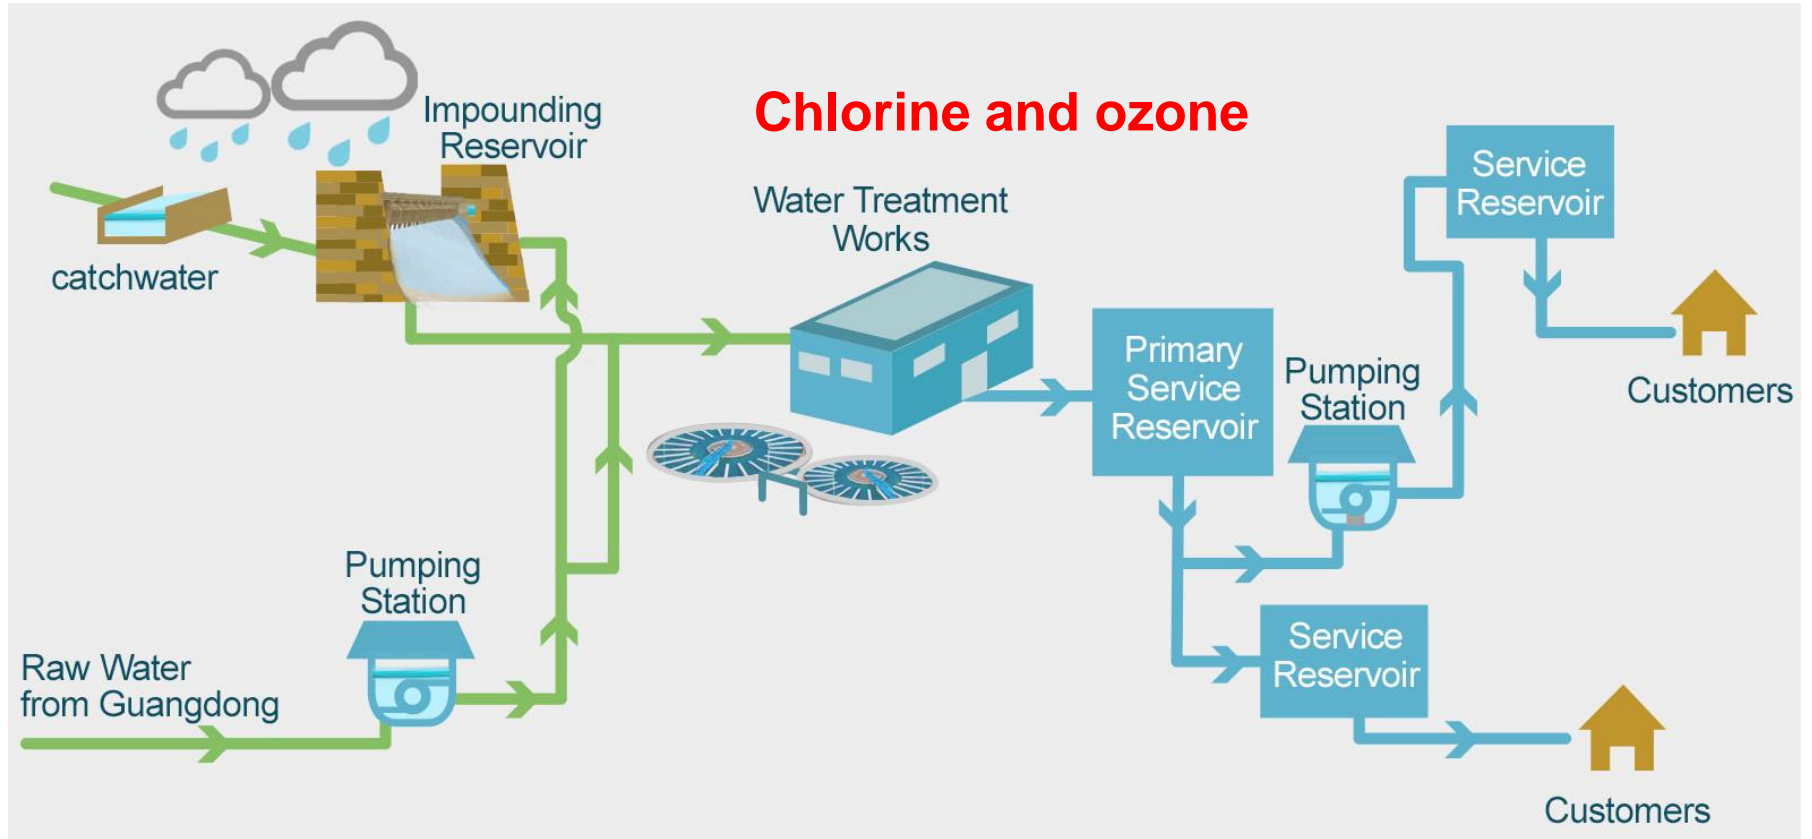 Chlorine and ozone
Impounding
Reservoir
catchwater
Water Treatment
Works
Service
Reservoir
Customers
Primary
Service
Reservoir
Pumping
Station
Pumping
Station
Raw Water
from Guangdong
Service
Reservoir
Customers